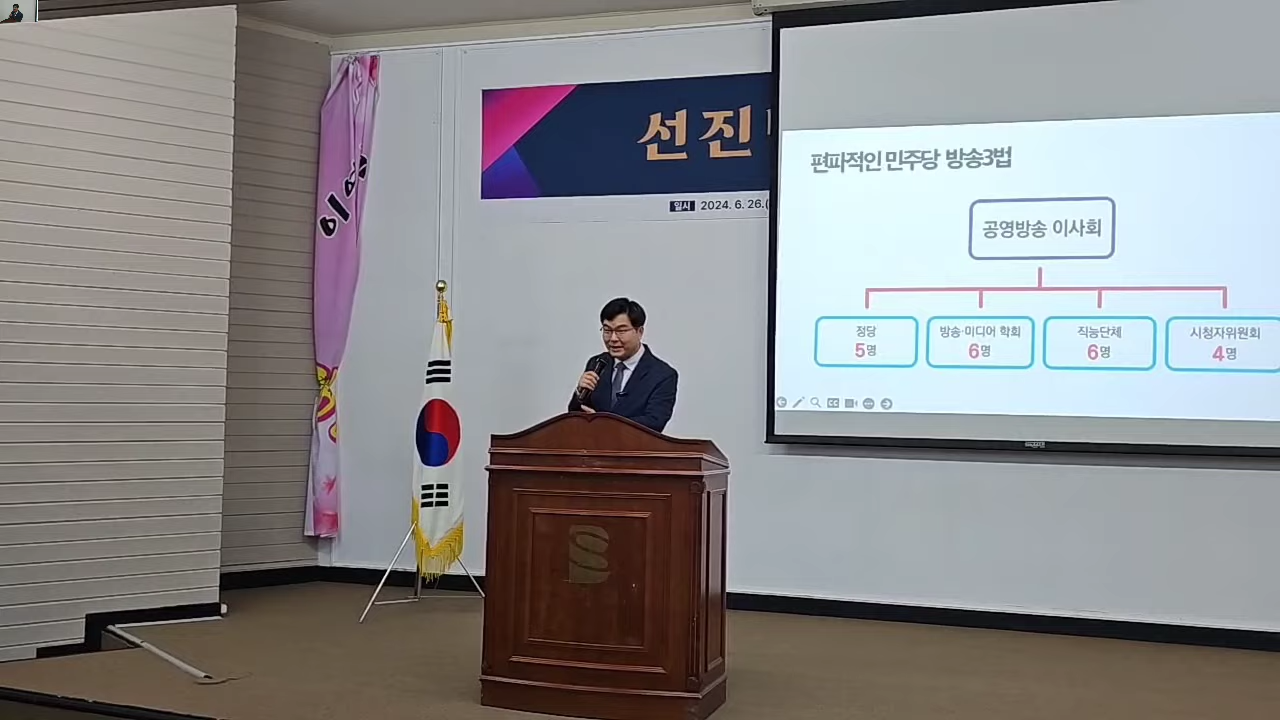 선진
일시 2024. 6. 26.(
편파적인 민주당 방송3법
공영방송 이사회
정당
5명
방송·미디어 학회
6명
직능단체
6명
시청자위원회
4명